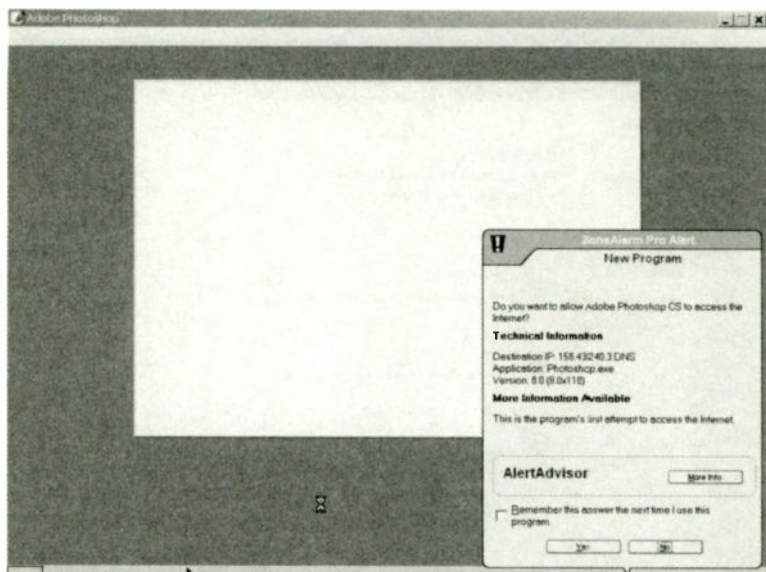 Adobe Photoshop
ZoneAlarm Pro Alert
New Program
Do you want to allow Adobe Photoshop CS to access the
Internet?
Technical Information
Destination IP: 158.43240.3:DNS
Application: Photoshop.exe
Version: 8.0 (8.0x118)
More Information Available
This is the program's first attempt to access the Internet.
AlertAdvisor
More Info
Remember this answer the next time I use this
program.
Yes
No